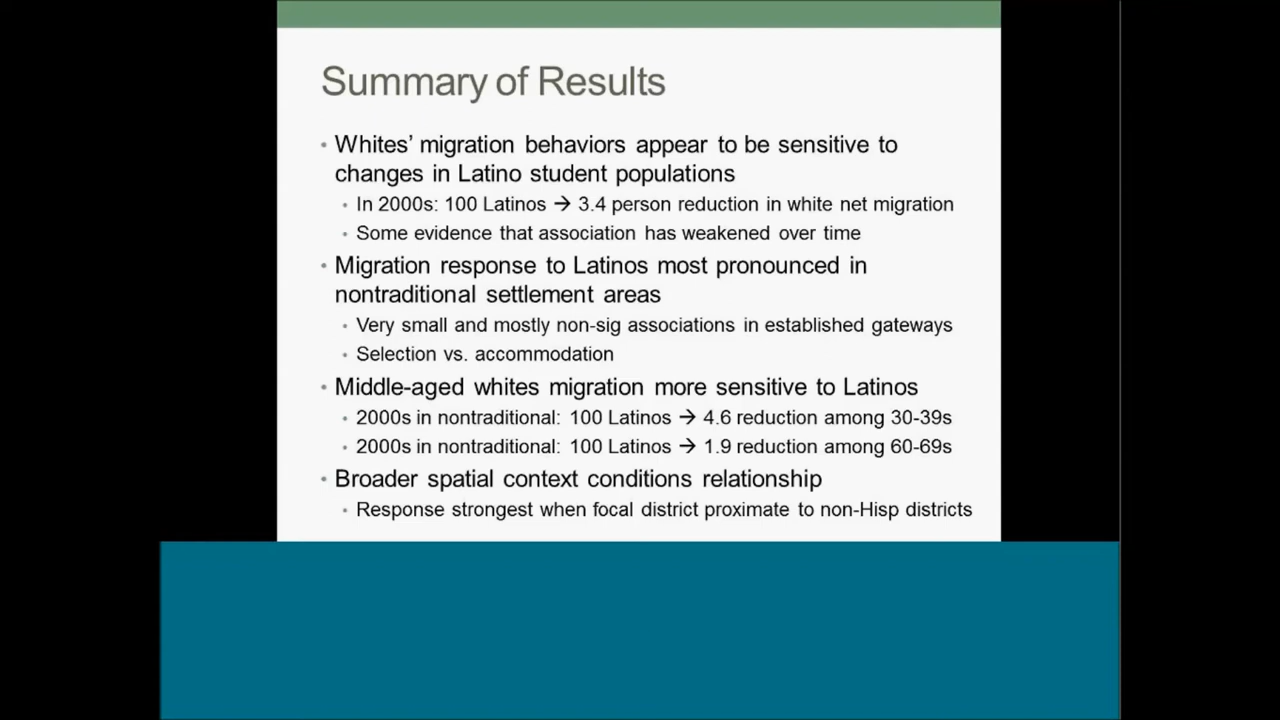 Summary of Results
• Whites' migration behaviors appear to be sensitive to
changes in Latino student populations
• In 2000s: 100 Latinos → 3.4 person reduction in white net migration
• Some evidence that association has weakened over time
• Migration response to Latinos most pronounced in
nontraditional settlement areas
• Very small and mostly non-sig associations in established gateways
• Selection vs. accommodation
• Middle-aged whites migration more sensitive to Latinos
• 2000s in nontraditional: 100 Latinos → 4.6 reduction among 30-39s
• 2000s in nontraditional: 100 Latinos → 1.9 reduction among 60-69s
• Broader spatial context conditions relationship
• Response strongest when focal district proximate to non-Hisp districts